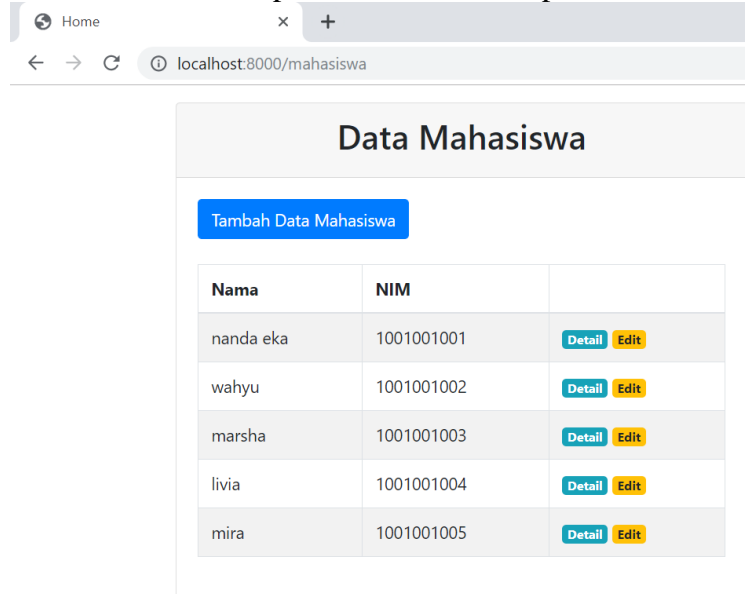 Home
localhost:8000/mahasiswa
Data Mahasiswa
Tambah Data Mahasiswa
Nama NIM
nanda eka 1001001001 Detail Edit
wahyu 1001001002 Detail Edit
marsha 1001001003 Detail Edit
livia 1001001004 Detail Edit
mira 1001001005 Detail Edit